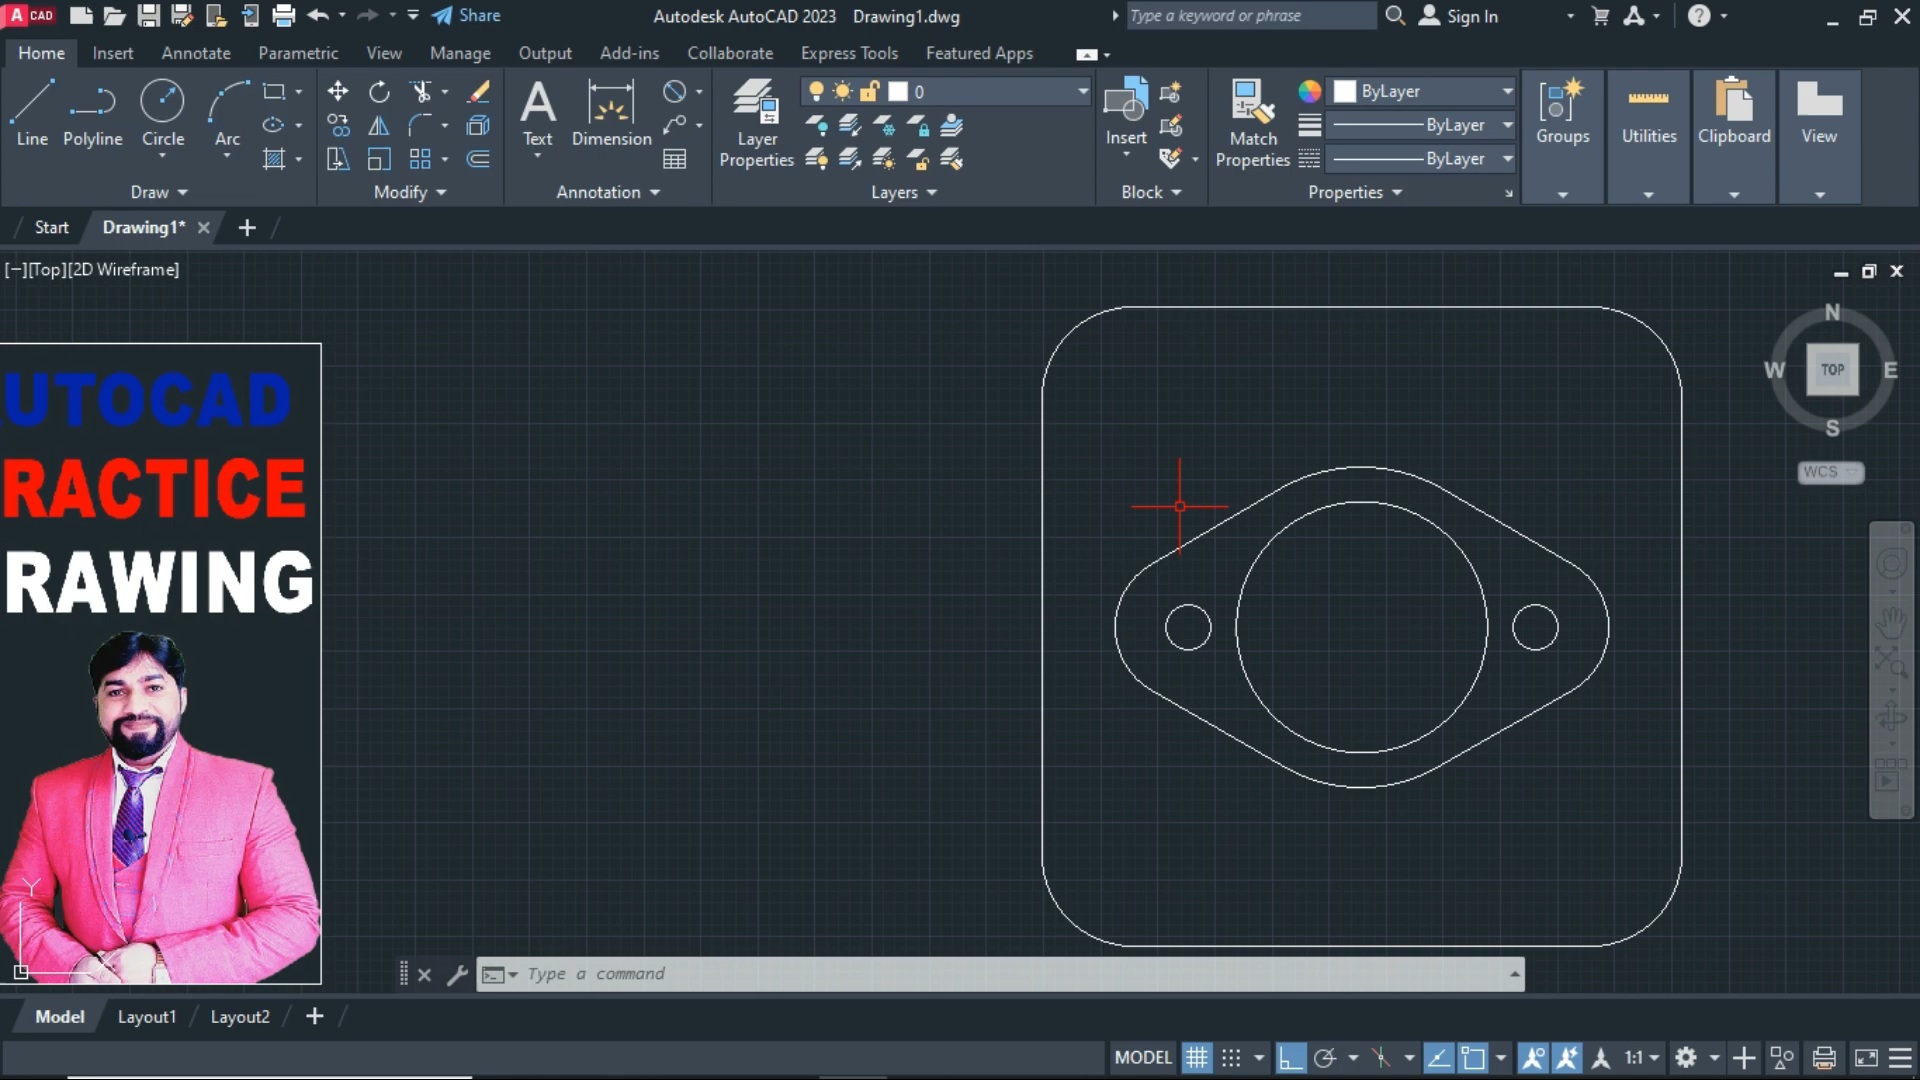 CAD
Share
Autodesk AutoCAD 2023 Drawing1.dwg
Type a keyword or phrase
Sign In
Home Insert Annotate Parametric View Manage Output Add-ins Collaborate Express Tools Featured Apps
Line Polyline Circle Arc
Draw
Modify
Text Dimension
Annotation
Layer Properties
0
Layers
Insert
Block
Match Properties
ByLayer
ByLayer
ByLayer
Properties
Groups
Utilities
Clipboard
View
Start Drawing1* +
[−][Top][2D Wireframe]
N
W TOP E
S
WCS
UTOCAD
RACTICE
RAWING
Y
X
Type a command
Model Layout1 Layout2 +
MODEL 1:1